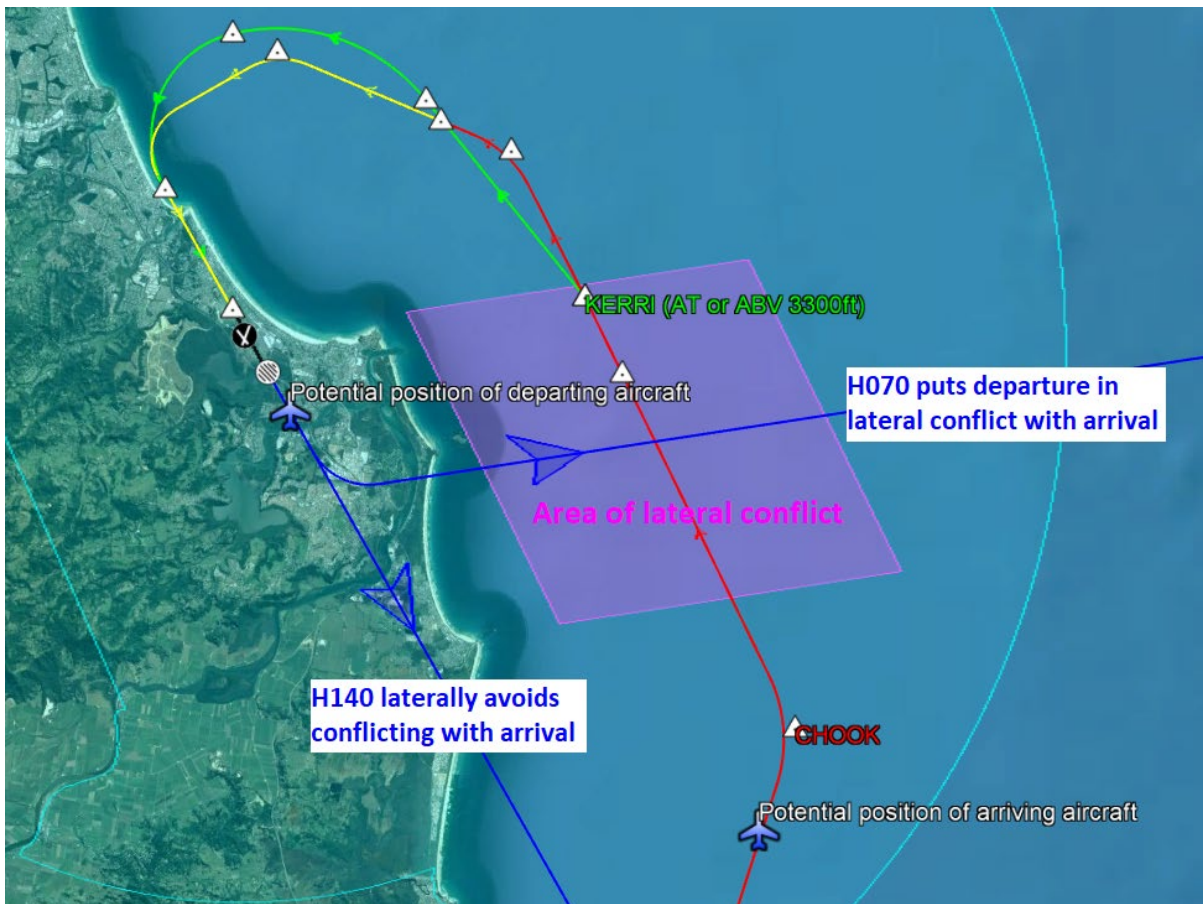 KERRI (AT or ABV 3300ft)
Potential position of departing aircraft
H070 puts departure in
lateral conflict with arrival
Area of lateral conflict
H140 laterally avoids
conflicting with arrival
CHOOK
Potential position of arriving aircraft